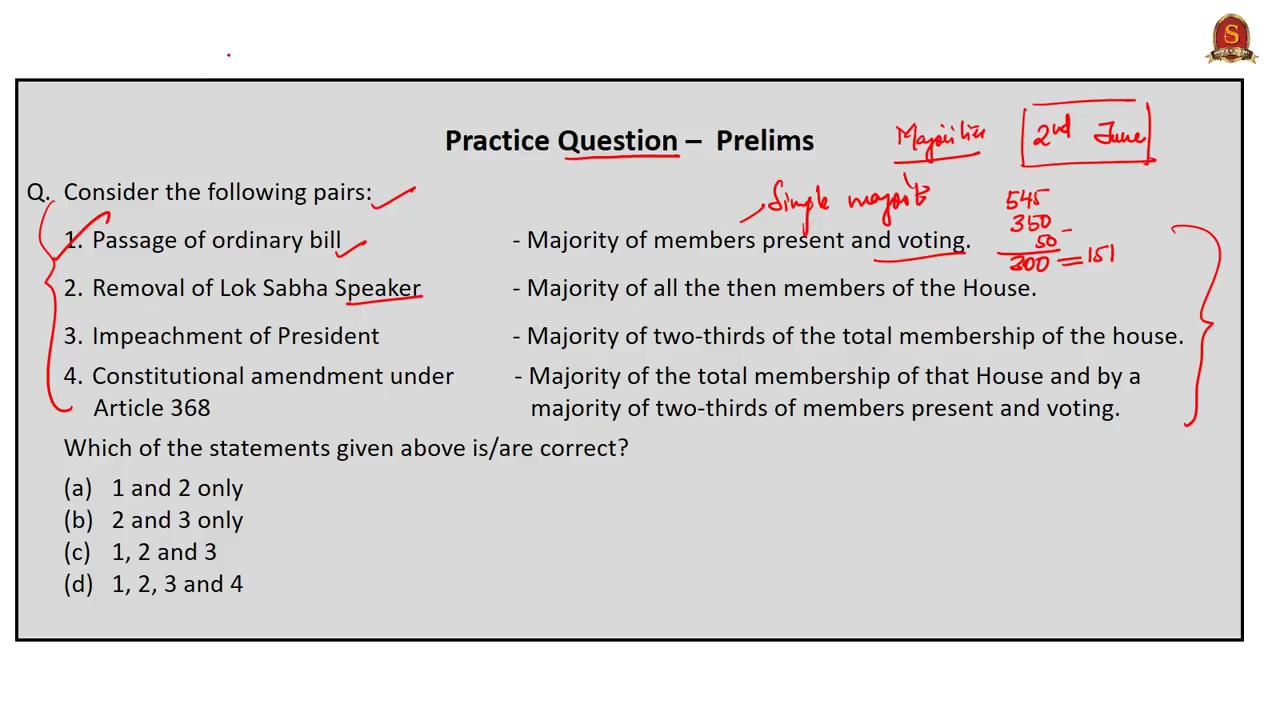 S
Practice Question – Prelims
Majorities
2nd June
Q. Consider the following pairs:
Simple majority
545
350
50 -
300 = 151
1. Passage of ordinary bill - Majority of members present and voting.
2. Removal of Lok Sabha Speaker - Majority of all the then members of the House.
3. Impeachment of President - Majority of two-thirds of the total membership of the house.
4. Constitutional amendment under - Majority of the total membership of that House and by a
Article 368 majority of two-thirds of members present and voting.
Which of the statements given above is/are correct?
(a) 1 and 2 only
(b) 2 and 3 only
(c) 1, 2 and 3
(d) 1, 2, 3 and 4